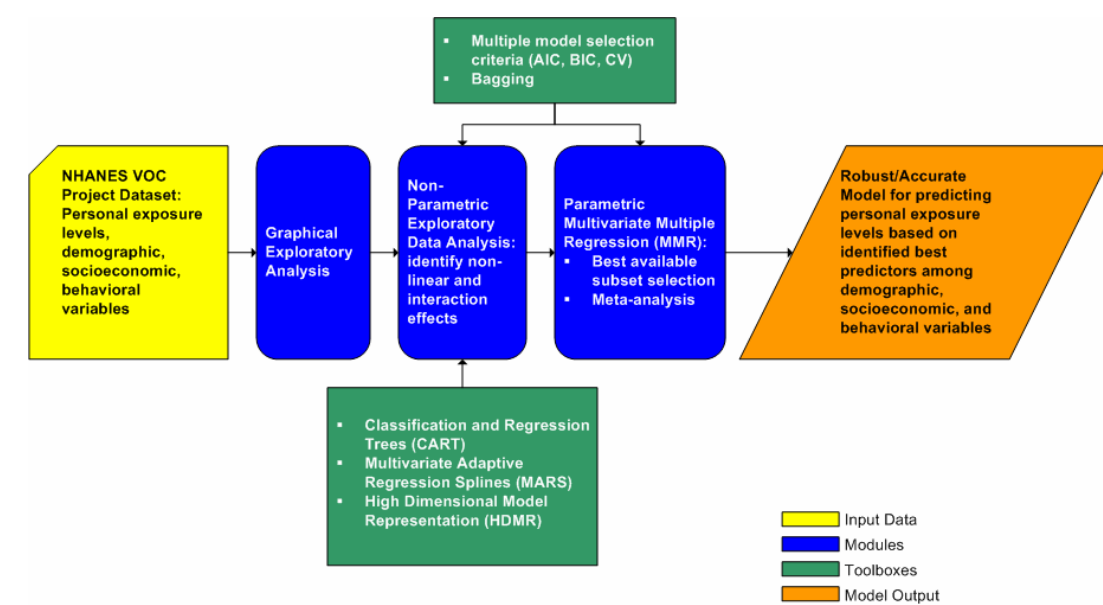 ▪ Multiple model selection
criteria (AIC, BIC, CV)
▪ Bagging
NHANES VOC
Project Dataset:
Personal exposure
levels,
demographic,
socioeconomic,
behavioral
variables
Graphical
Exploratory
Analysis
Non-
Parametric
Exploratory
Data Analysis:
identify non-
linear and
interaction
effects
Parametric
Multivariate Multiple
Regression (MMR):
▪ Best available
subset selection
▪ Meta-analysis
Robust/Accurate
Model for predicting
personal exposure
levels based on
identified best
predictors among
demographic,
socioeconomic, and
behavioral variables
▪ Classification and Regression
Trees (CART)
▪ Multivariate Adaptive
Regression Splines (MARS)
▪ High Dimensional Model
Representation (HDMR)
Input Data
Modules
Toolboxes
Model Output